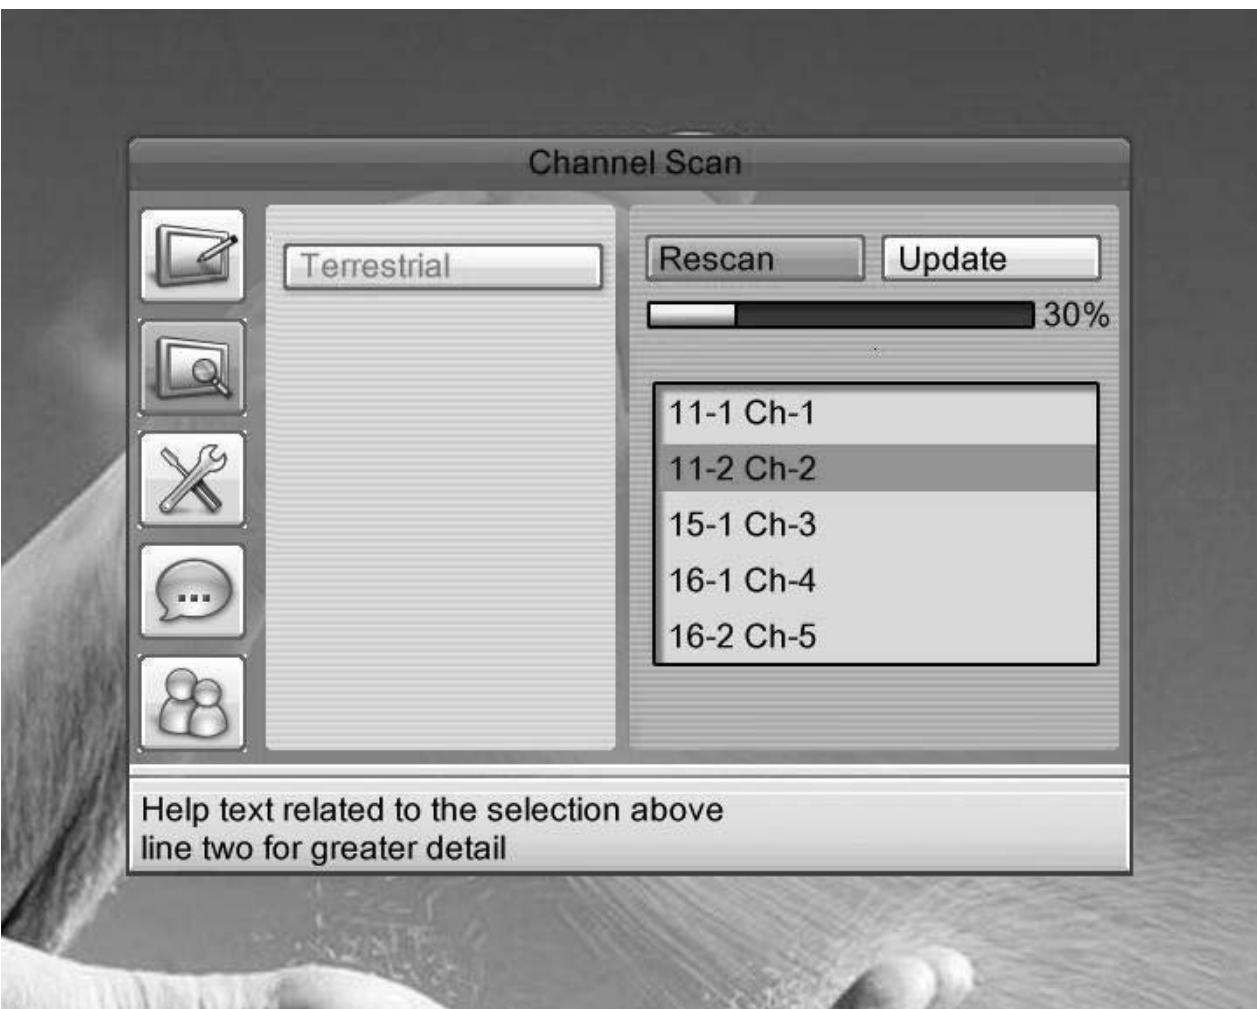 Channel Scan
Terrestrial
Rescan
Update
30%
11-1 Ch-1
11-2 Ch-2
15-1 Ch-3
16-1 Ch-4
16-2 Ch-5
Help text related to the selection above
line two for greater detail